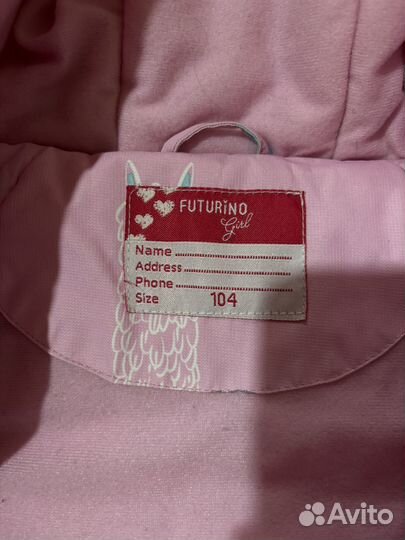 FUTURiNO
Girl
Name
Address
Phone
Size 104
Avito